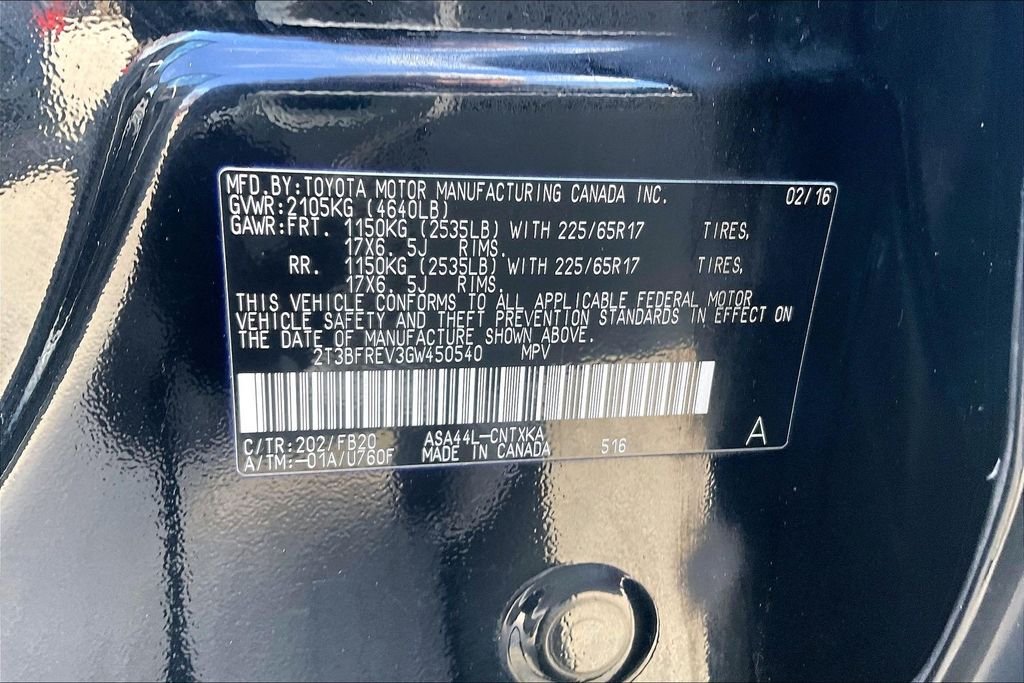 MFD.BY:TOYOTA MOTOR MANUFACTURING CANADA INC. 02/16
GVWR:2105KG (4640LB)
GAWR:FRT. 1150KG (2535LB) WITH 225/65R17 TIRES,
17X6.5J RIMS.
RR. 1150KG (2535LB) WITH 225/65R17 TIRES,
17X6.5J RIMS.
THIS VEHICLE CONFORMS TO ALL APPLICABLE FEDERAL MOTOR
VEHICLE SAFETY AND THEFT PREVENTION STANDARDS IN EFFECT ON
THE DATE OF MANUFACTURE SHOWN ABOVE.
2T3BFREV3GW450540 MPV
C/TR:202/FB20 ASA44L-CNTXKA 516 A
A/TM:-01A/U760F MADE IN CANADA